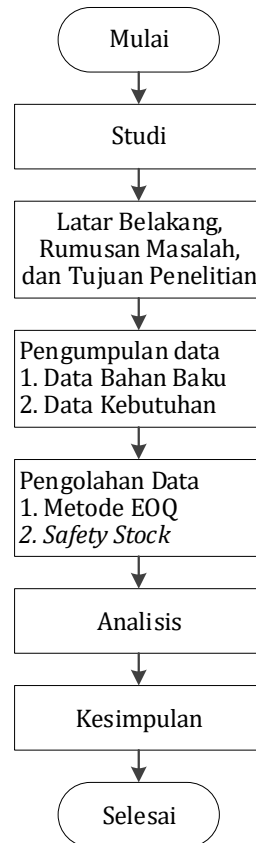 Mulai
Studi
Latar Belakang,
Rumusan Masalah,
dan Tujuan Penelitian
Pengumpulan data
1. Data Bahan Baku
2. Data Kebutuhan
Pengolahan Data
1. Metode EOQ
2. Safety Stock
Analisis
Kesimpulan
Selesai